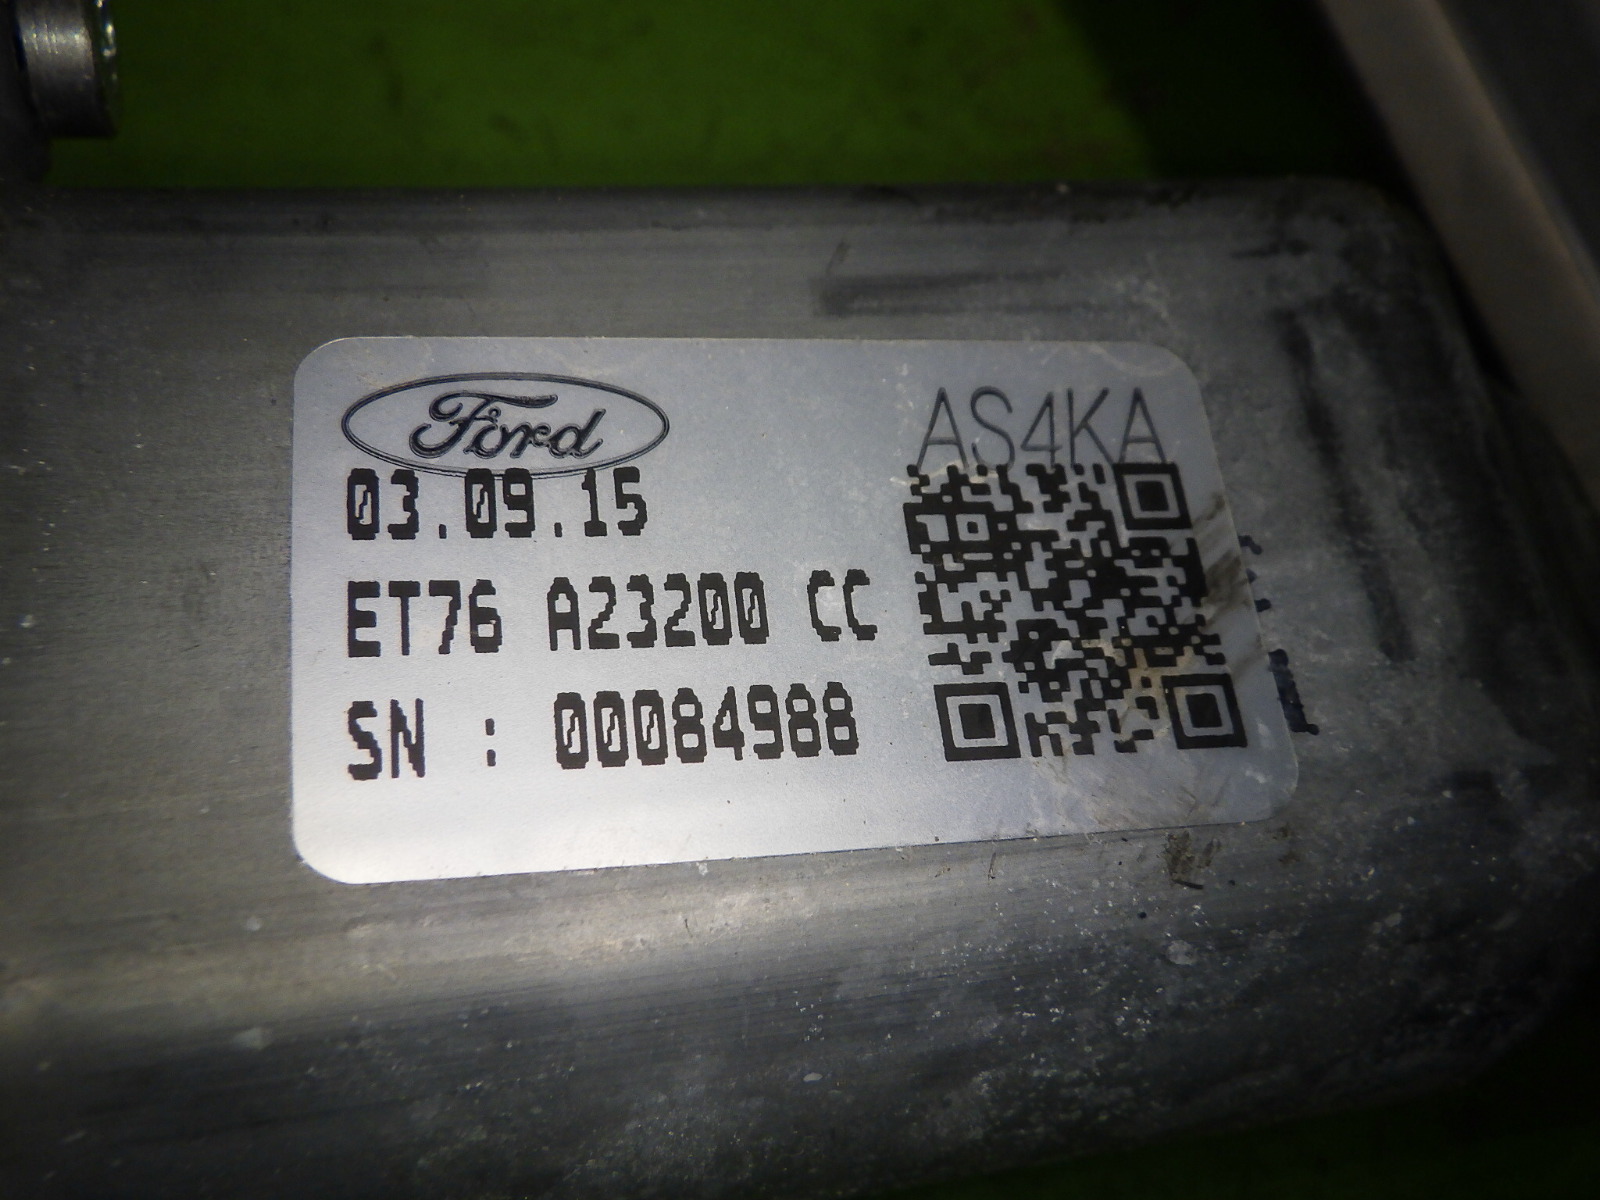 Ford
AS4KA
03.09.15
ET76 A23200 CC
SN : 00084988